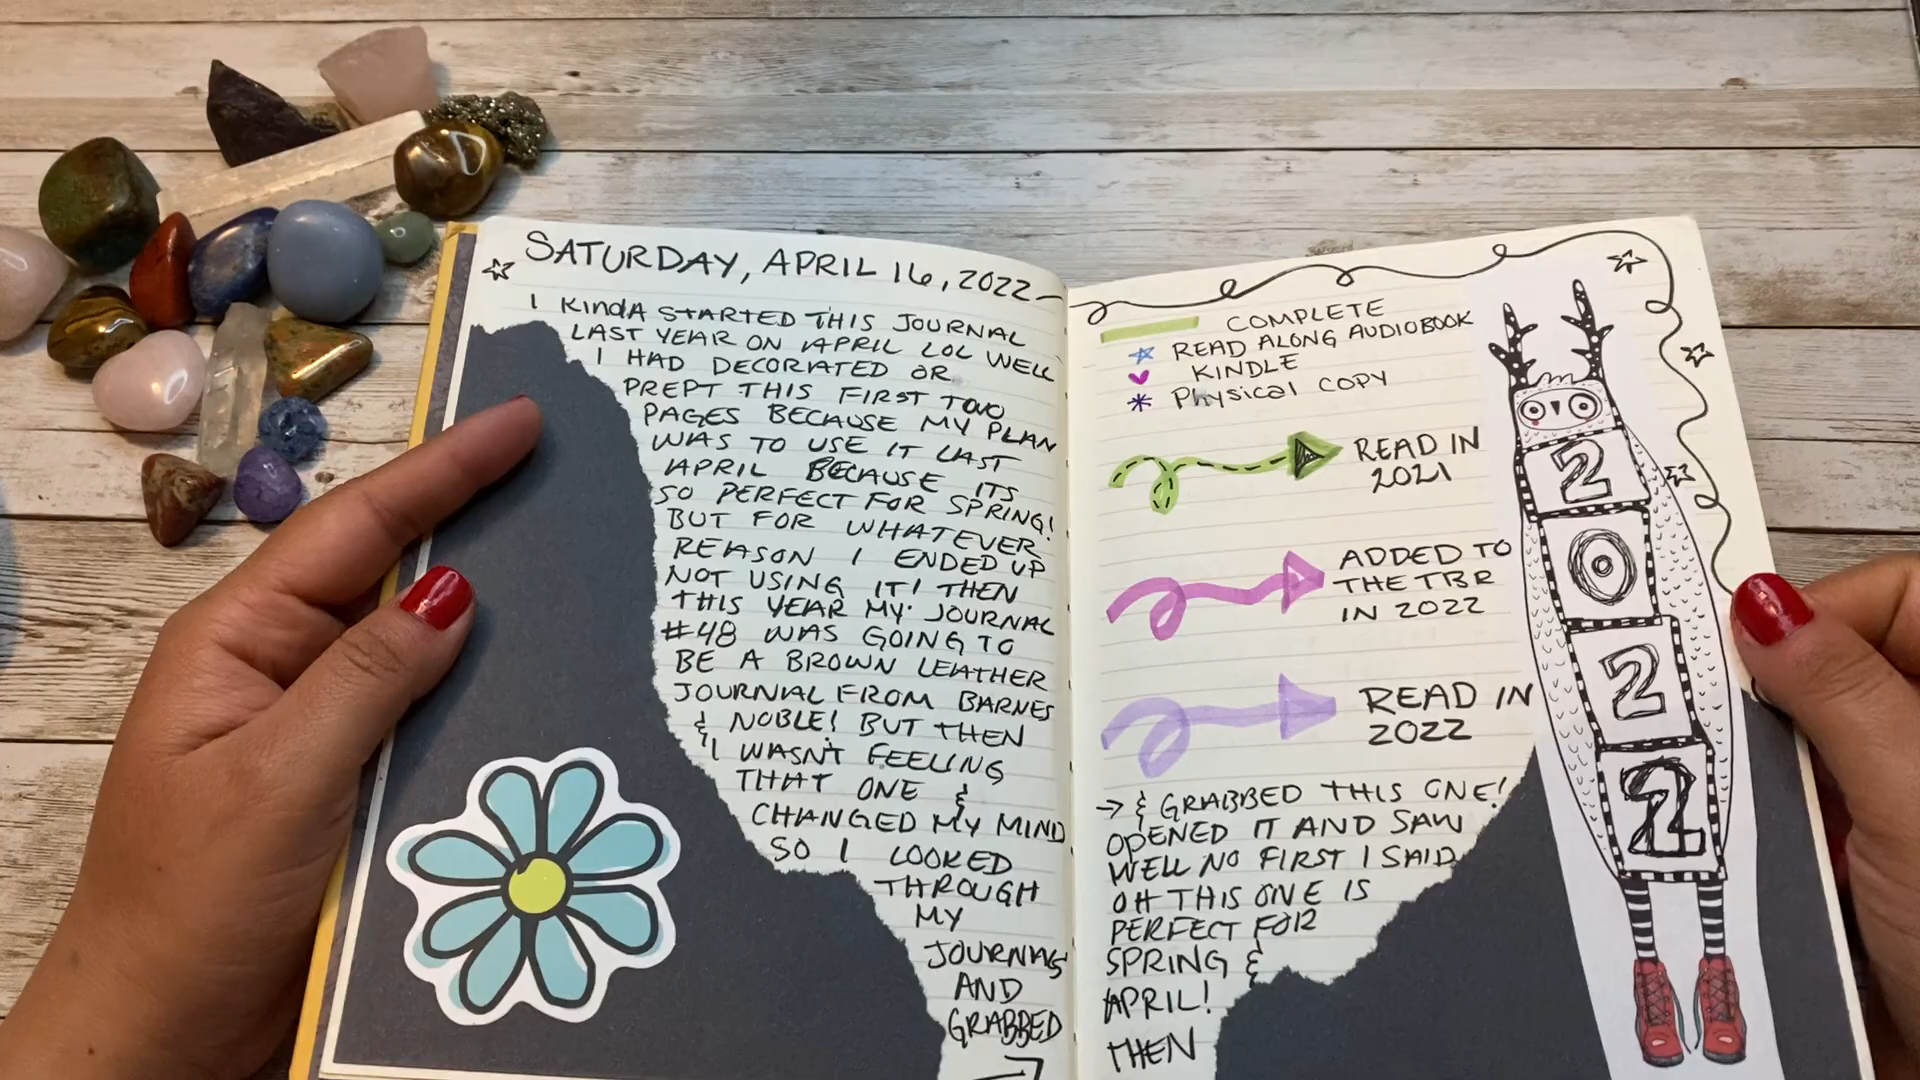 SATURDAY, APRIL 16, 2022
I KINDA STARTED THIS JOURNAL
LAST YEAR ON APRIL LOL WELL
I HAD DECORATED OR
PREPT THIS FIRST TWO
PAGES BECAUSE MY PLAN
WAS TO USE IT LAST
APRIL BECAUSE ITS
SO PERFECT FOR SPRING!
BUT FOR WHATEVER
REASON I ENDED UP
NOT USING IT! THEN
THIS YEAR MY JOURNAL
#48 WAS GOING TO
BE A BROWN LEATHER
JOURNAL FROM BARNES
& NOBLE! BUT THEN
I WASN'T FEELING
THAT ONE &
CHANGED MY MIND
SO I LOOKED
THROUGH
MY
JOURNALS
AND
GRABBED
COMPLETE
READ ALONG AUDIOBOOK
KINDLE
PHYSICAL COPY
READ IN
2021
ADDED TO
THE TBR
IN 2022
READ IN
2022
→ & GRABBED THIS ONE!
OPENED IT AND SAW
WELL NO FIRST I SAID
OH THIS ONE IS
PERFECT FOR
SPRING &
APRIL!
THEN
2
0
2
2